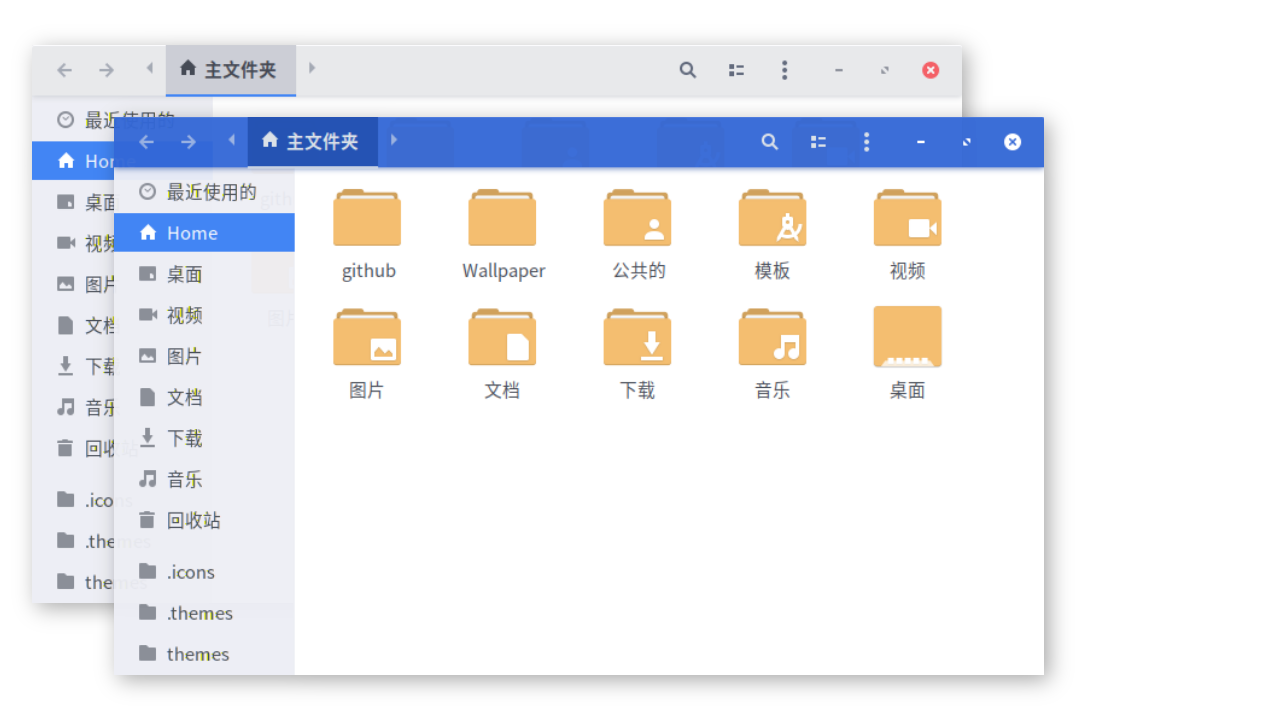 主文件夹
最近使用的
Home
桌面
视频
图片
文档
下载
音乐
回收站
.icons
.themes
themes
主文件夹
最近使用的
Home
桌面
视频
图片
文档
下载
音乐
回收站
.icons
.themes
themes
github
Wallpaper
公共的
模板
视频
图片
文档
下载
音乐
桌面